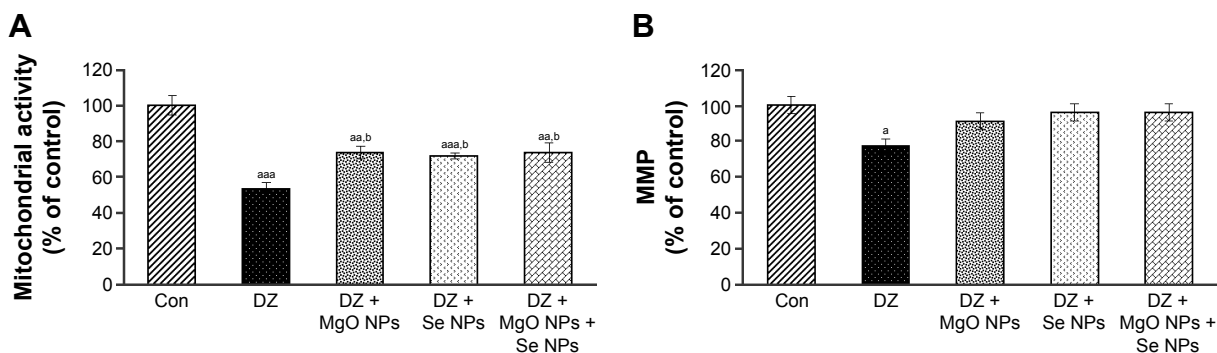 A
Mitochondrial activity
(% of control)
120
100
80
60
40
20
0
aaa
aa,b
aaa,b
aa,b
Con
DZ
DZ +
MgO NPs
DZ +
Se NPs
DZ +
MgO NPs +
Se NPs
B
MMP
(% of control)
120
100
80
60
40
20
0
a
Con
DZ
DZ +
MgO NPs
DZ +
Se NPs
DZ +
MgO NPs +
Se NPs